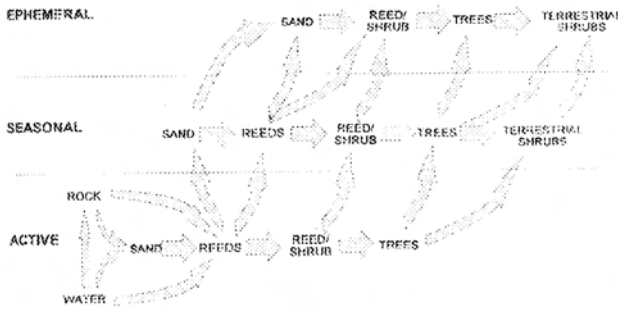 EPHEMERAL
SAND
REED/
SHRUB
TREES
TERRESTRIAL
SHRUBS
SEASONAL
SAND
REEDS
REED/
SHRUB
TREES
TERRESTRIAL
SHRUBS
ROCK
ACTIVE
SAND
REEDS
REED/
SHRUB
TREES
WATER